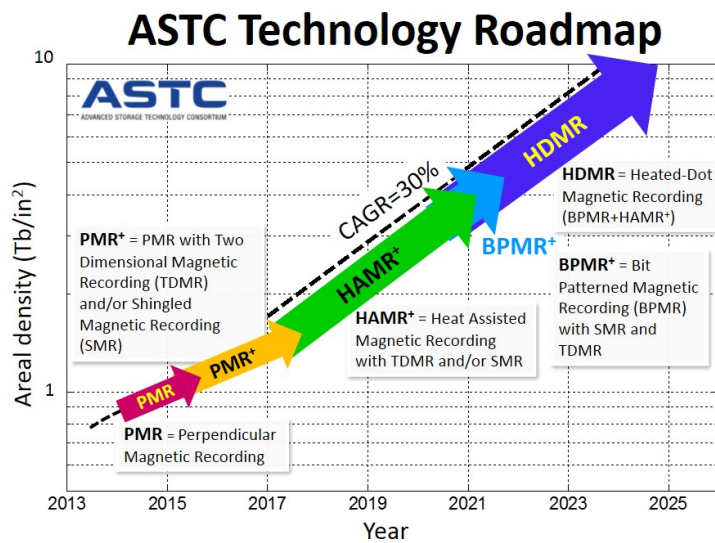 ASTC Technology Roadmap
10
ASTC
ADVANCED STORAGE TECHNOLOGY CONSORTIUM
HDMR
CAGR=30%
HDMR = Heated-Dot
Magnetic Recording
(BPMR+HAMR⁺)
PMR⁺ = PMR with Two
Dimensional Magnetic
Recording (TDMR)
and/or Shingled
Magnetic Recording
(SMR)
BPMR⁺
HAMR⁺
BPMR⁺ = Bit
Patterned Magnetic
Recording (BPMR)
with SMR and
TDMR
HAMR⁺ = Heat Assisted
Magnetic Recording
with TDMR and/or SMR
PMR⁺
PMR
1
PMR = Perpendicular
Magnetic Recording
Areal density (Tb/in²)
2013 2015 2017 2019 2021 2023 2025
Year